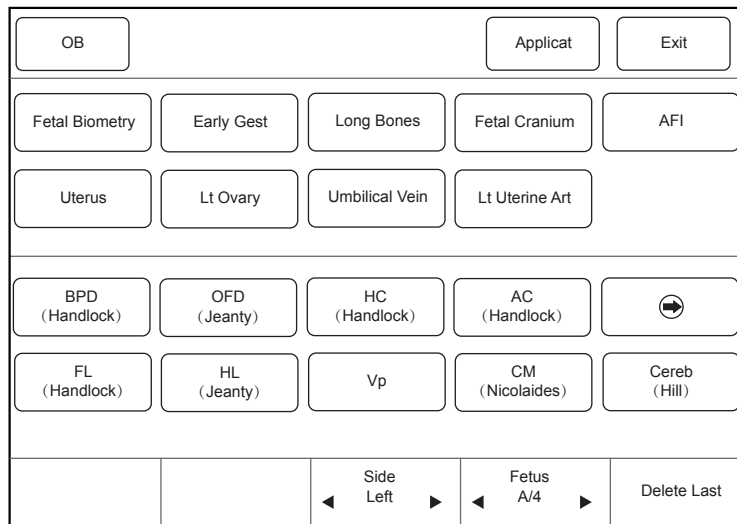 OB
Applicat
Exit
Fetal Biometry
Early Gest
Long Bones
Fetal Cranium
AFI
Uterus
Lt Ovary
Umbilical Vein
Lt Uterine Art
BPD
（Handlock）
OFD
（Jeanty）
HC
（Handlock）
AC
（Handlock）
FL
（Handlock）
HL
（Jeanty）
Vp
CM
（Nicolaides）
Cereb
（Hill）
Side
Left
Fetus
A/4
Delete Last